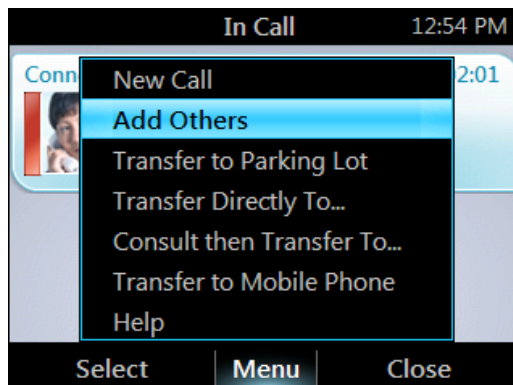 In Call 12:54 PM
Conn 2:01
New Call
Add Others
Transfer to Parking Lot
Transfer Directly To...
Consult then Transfer To...
Transfer to Mobile Phone
Help
Select Menu Close